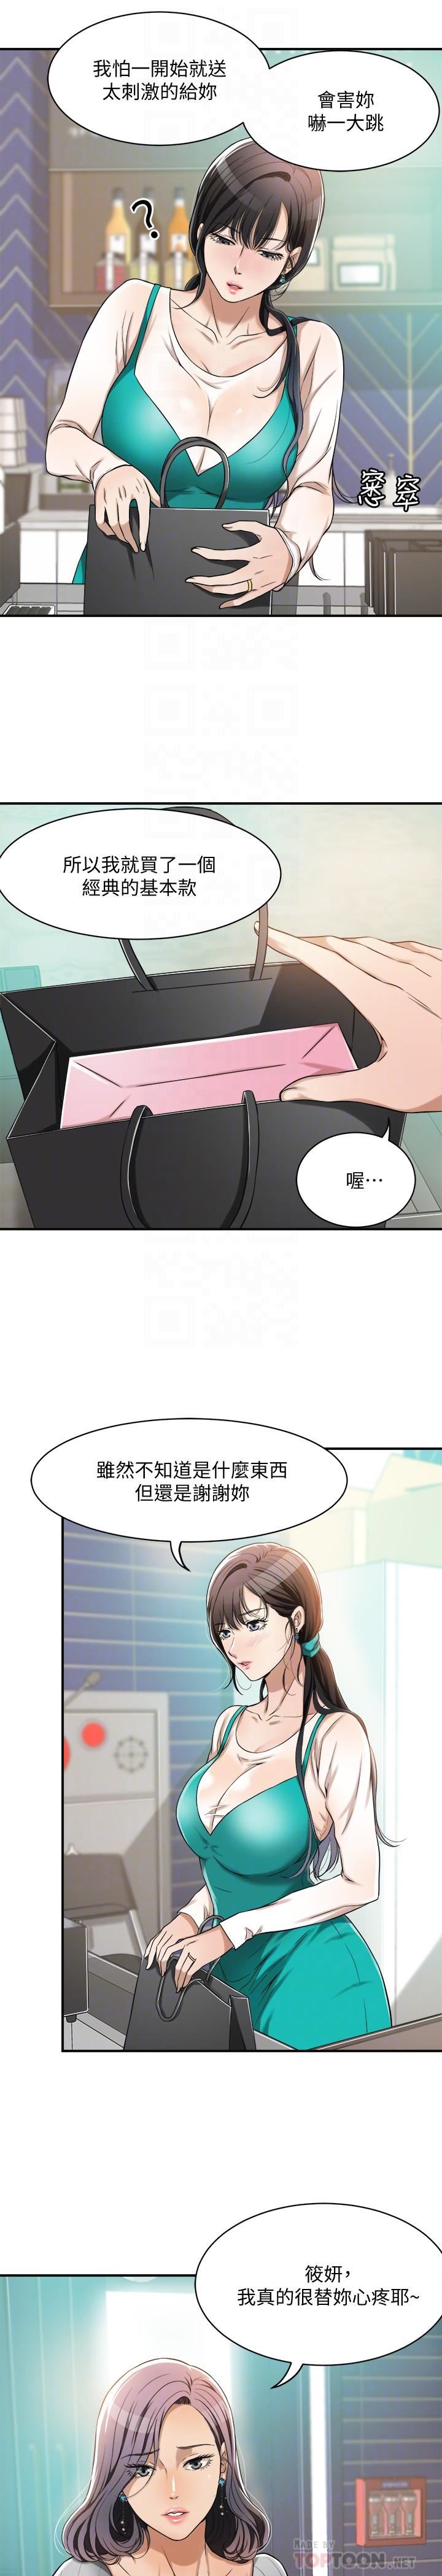 我怕一開始就送
太刺激的給妳
會害妳
嚇一大跳
?
窸窣
所以我就買了一個
經典的基本款
喔…
雖然不知道是什麼東西
但還是謝謝妳
筱妍，
我真的很替妳心疼耶~
MADE BY
TOPTOON.NET